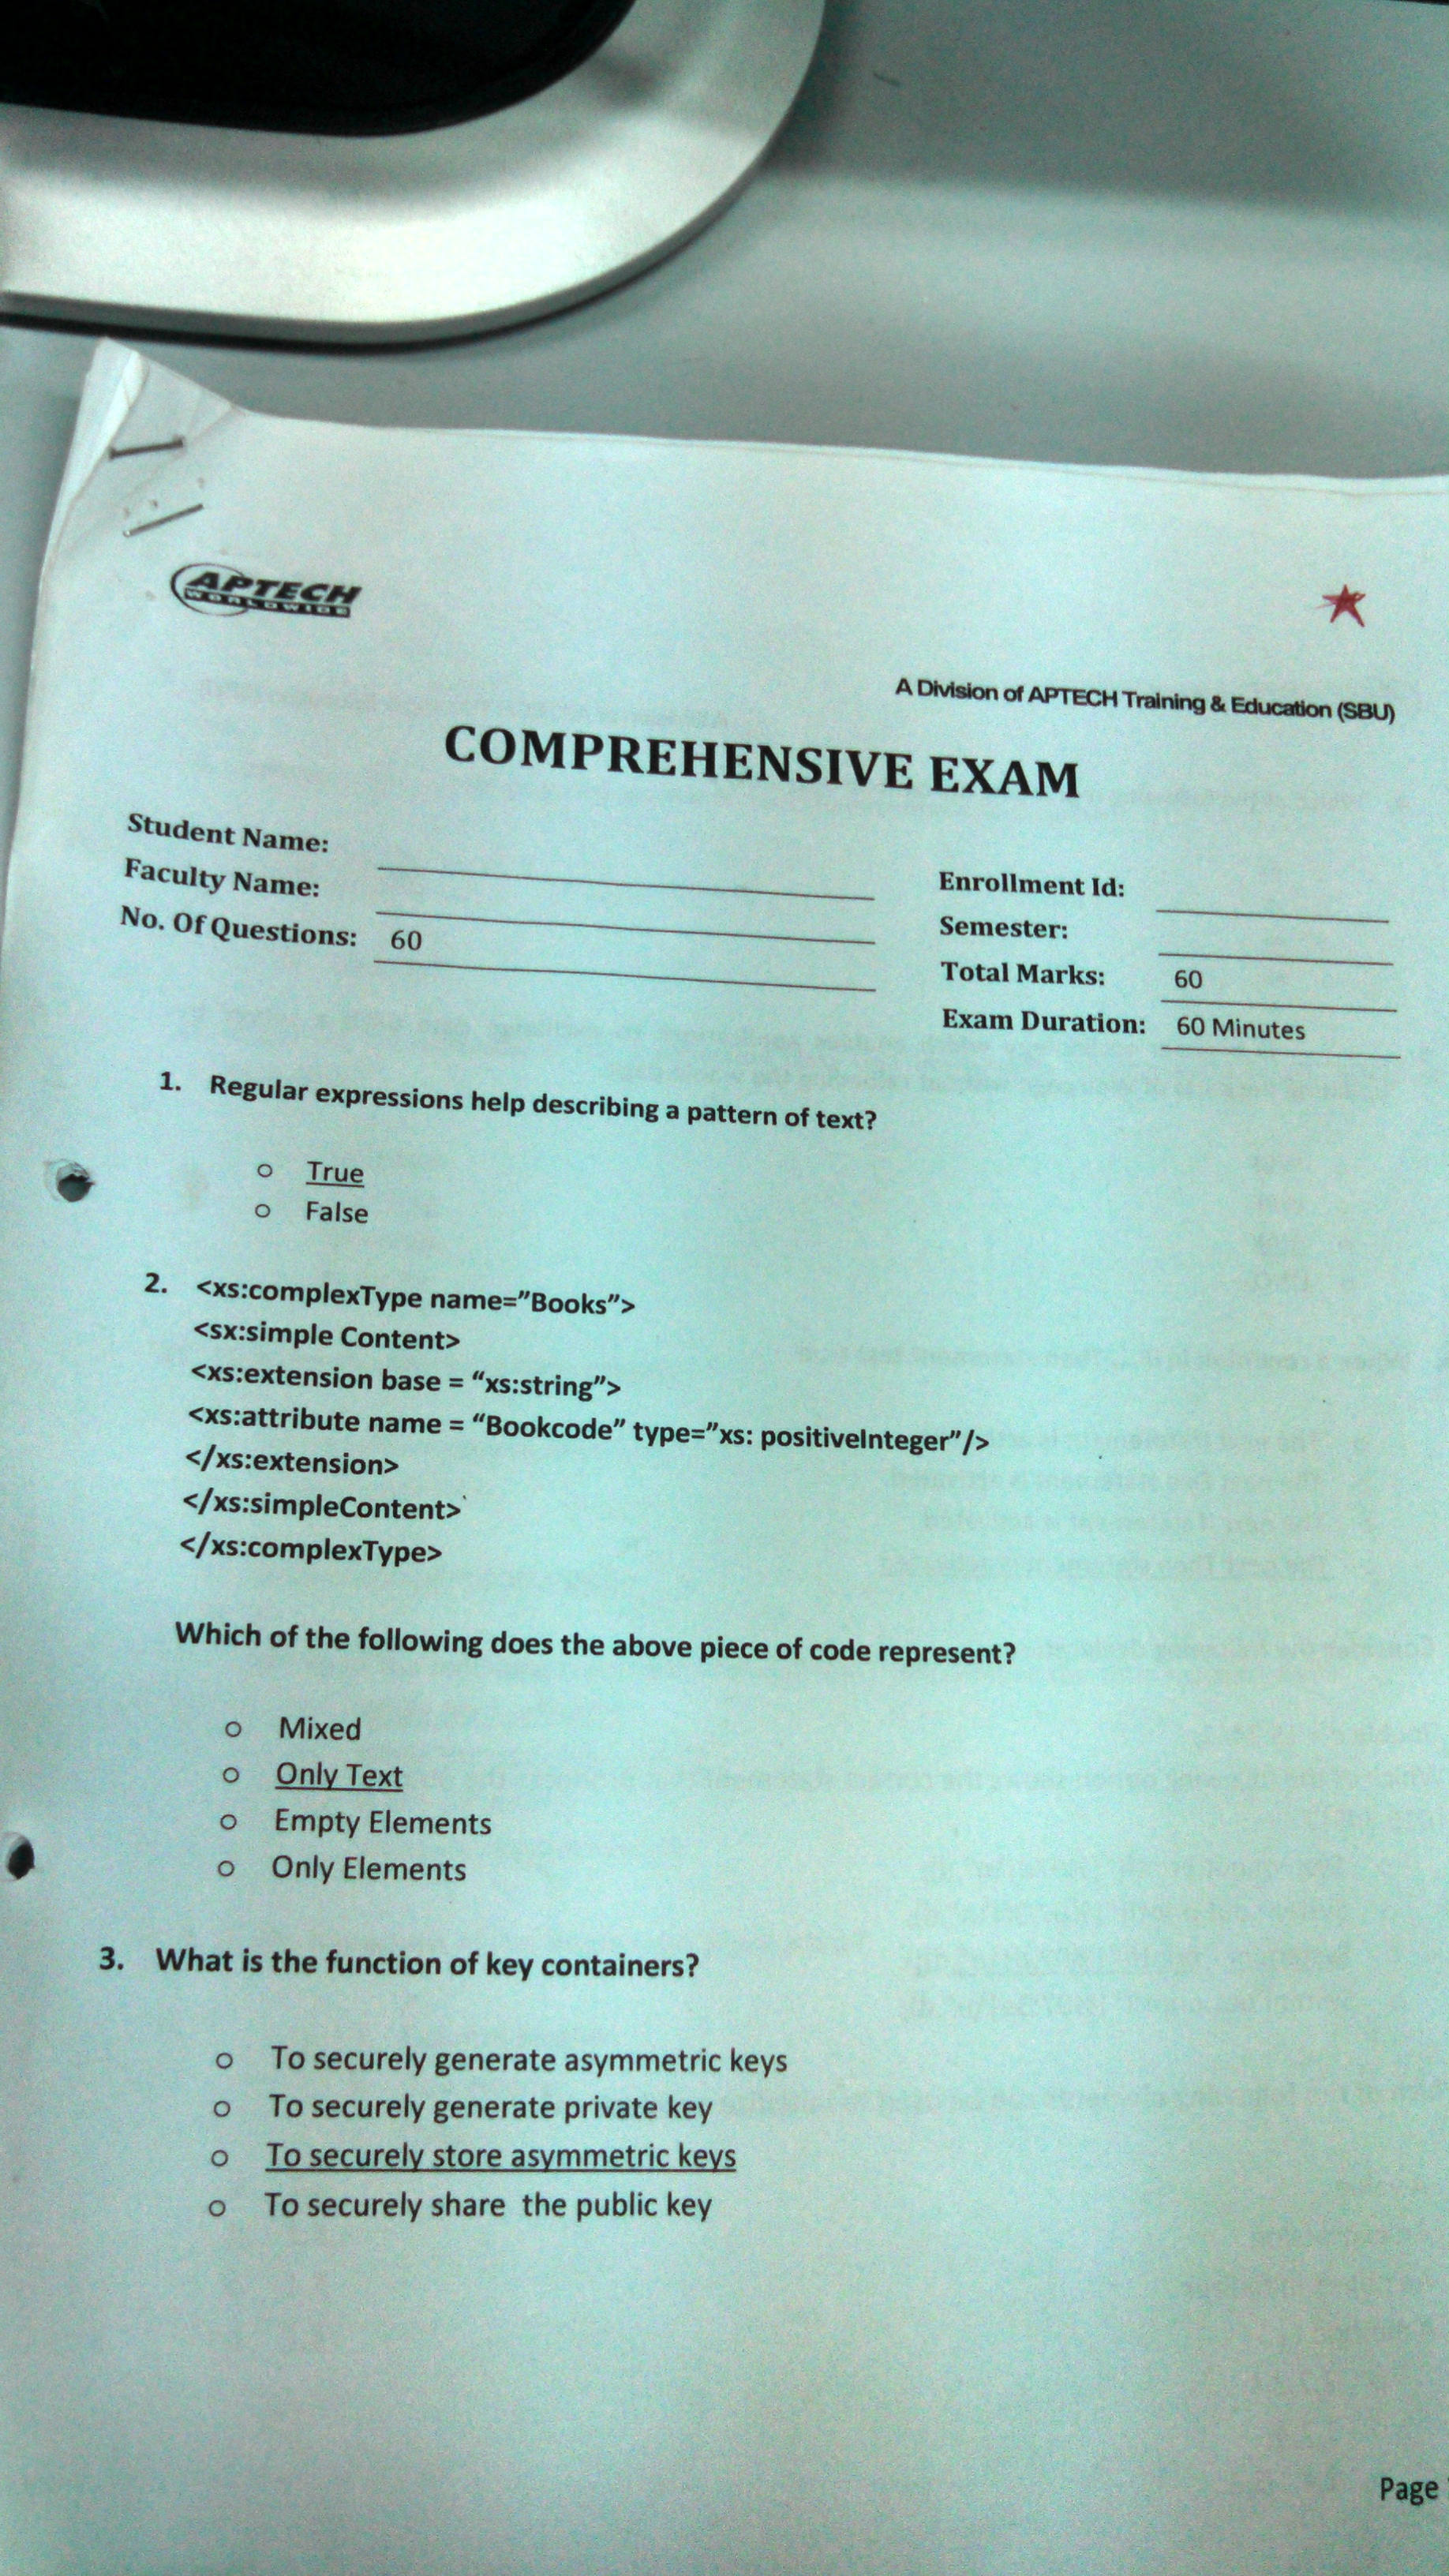 APTECH
WORLDWIDE
A Division of APTECH Training & Education (SBU)
COMPREHENSIVE EXAM
Student Name:
Faculty Name:
No. Of Questions: 60
Enrollment Id:
Semester:
Total Marks: 60
Exam Duration: 60 Minutes
1. Regular expressions help describing a pattern of text?
o True
o False
2. <xs:complexType name=”Books”>
<sx:simple Content>
<xs:extension base = “xs:string”>
<xs:attribute name = “Bookcode” type=”xs: positiveInteger”/>
</xs:extension>
</xs:simpleContent>
</xs:complexType>
Which of the following does the above piece of code represent?
o Mixed
o Only Text
o Empty Elements
o Only Elements
3. What is the function of key containers?
o To securely generate asymmetric keys
o To securely generate private key
o To securely store asymmetric keys
o To securely share the public key
Page